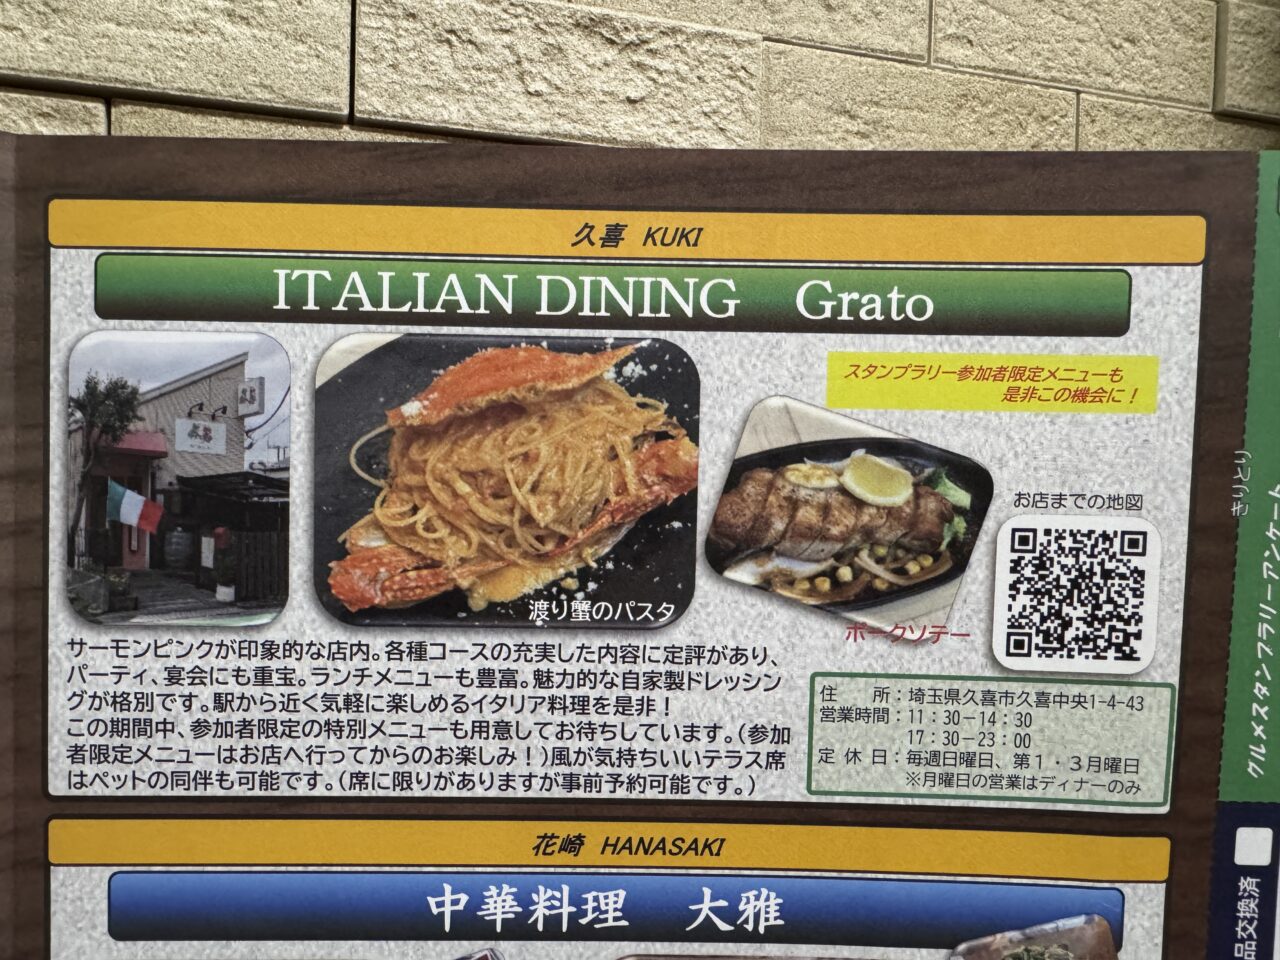 久喜 KUKI
ITALIAN DINING Grato
スタンプラリー参加者限定メニューも
是非この機会に！
お店までの地図
渡り蟹のパスタ
ポークソテー
サーモンピンクが印象的な店内。各種コースの充実した内容に定評があり、
パーティ、宴会にも重宝。ランチメニューも豊富。魅力的な自家製ドレッシン
グが格別です。駅から近く気軽に楽しめるイタリア料理を是非！
この期間中、参加者限定の特別メニューも用意してお待ちしています。（参加
者限定メニューはお店へ行ってからのお楽しみ！）風が気持ちいいテラス席
はペットの同伴も可能です。（席に限りがありますが事前予約可能です。）
住　所：埼玉県久喜市久喜中央1-4-43
営業時間：11：30−14：30
17：30−23：00
定休日：毎週日曜日、第1・3月曜日
※月曜日の営業はディナーのみ
花崎 HANASAKI
中華料理 大雅
きりとり
グルメスタンプラリーアンケート
品交換済